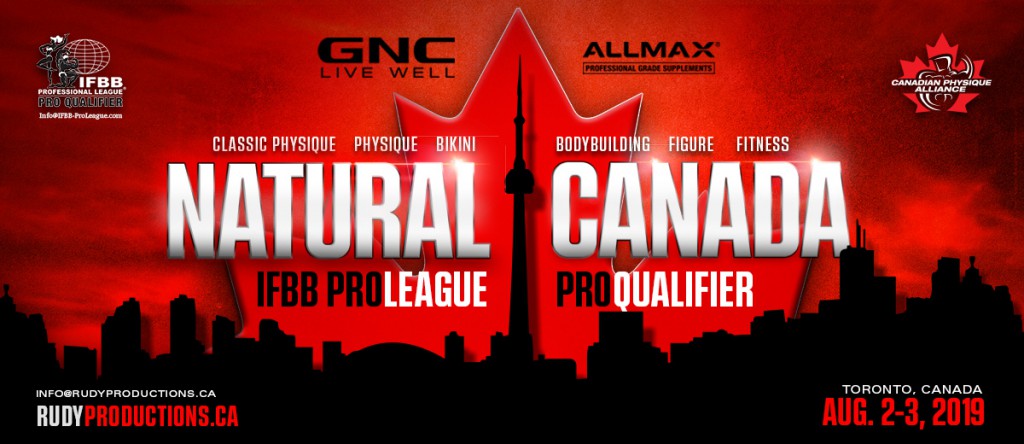 IFBB
PROFESSIONAL LEAGUE
PRO QUALIFIER
Info@IFBB-ProLeague.com
GNC
LIVE WELL
ALLMAX®
PROFESSIONAL GRADE SUPPLEMENTS
CANADIAN PHYSIQUE
ALLIANCE
CLASSIC PHYSIQUE PHYSIQUE BIKINI BODYBUILDING FIGURE FITNESS
NATURAL CANADA
IFBB PROLEAGUE PROQUALIFIER
INFO@RUDYPRODUCTIONS.CA
RUDYPRODUCTIONS.CA
TORONTO, CANADA
AUG. 2-3, 2019